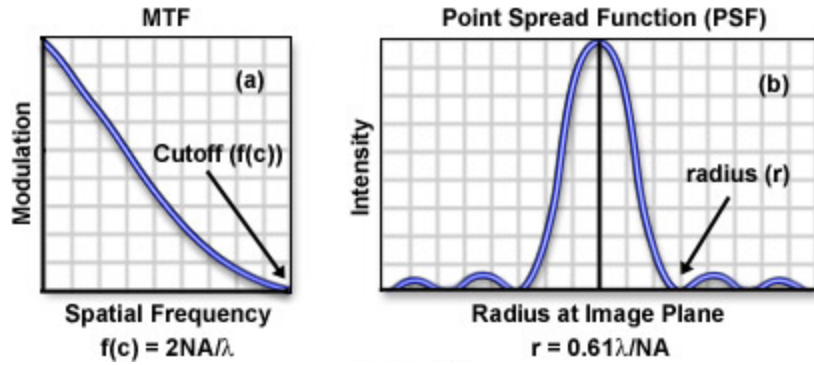 MTF
Modulation
(a)
Cutoff (f(c))
Spatial Frequency
f(c) = 2NA/λ
Point Spread Function (PSF)
Intensity
(b)
radius (r)
Radius at Image Plane
r = 0.61λ/NA